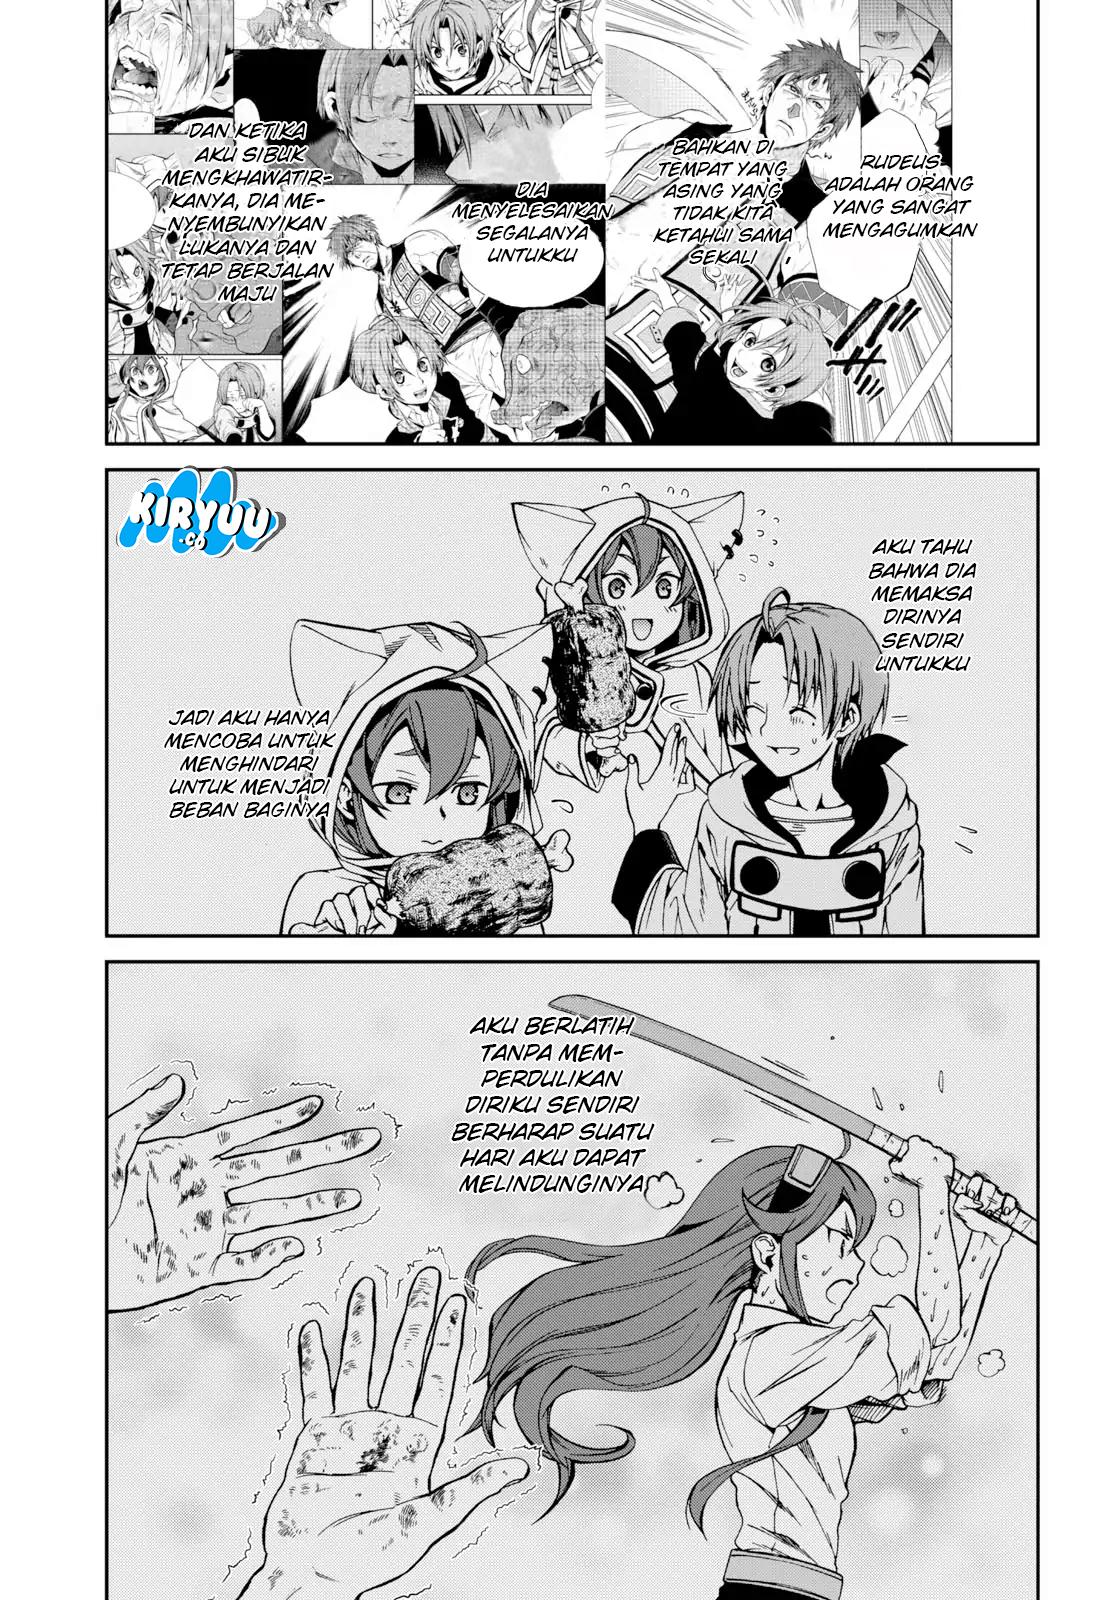 RUDEUS
ADALAH ORANG
YANG SANGAT
MENGAGUMKAN
BAHKAN DI
TEMPAT YANG
ASING YANG
TIDAK KITA
KETAHUI SAMA
SEKALI
DIA
MENYELESAIKAN
SEGALANYA
UNTUKKU
DAN KETIKA
AKU SIBUK
MENGKHAWATIR-
KANYA, DIA ME-
NYEMBUNYIKAN
LUKANYA DAN
TETAP BERJALAN
MAJU
KIRYUU
.CO
AKU TAHU
BAHWA DIA
MEMAKSA
DIRINYA
SENDIRI
UNTUKKU
JADI AKU HANYA
MENCOBA UNTUK
MENGHINDARI
UNTUK MENJADI
BEBAN BAGINYA
AKU BERLATIH
TANPA MEM-
PERDULIKAN
DIRIKU SENDIRI
BERHARAP SUATU
HARI AKU DAPAT
MELINDUNGINYA